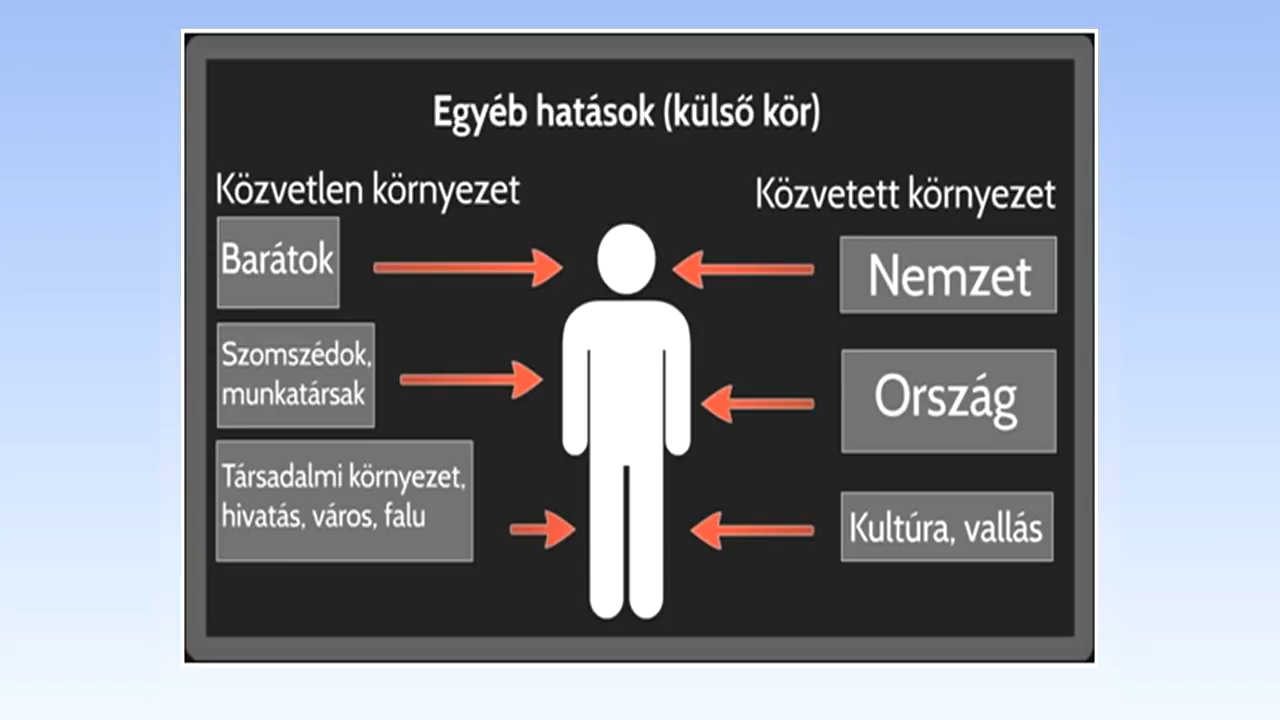 Egyéb hatások (külső kör)
Közvetlen környezet
Barátok
Szomszédok,
munkatársak
Társadalmi környezet,
hivatás, város, falu
Közvetett környezet
Nemzet
Ország
Kultúra, vallás